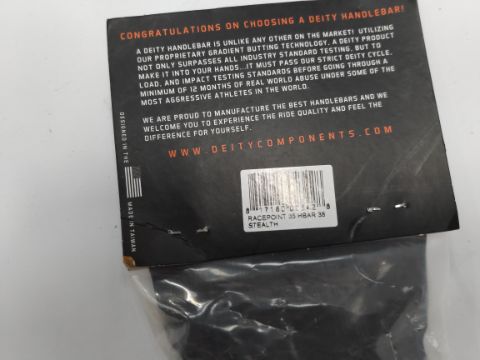 CONGRATULATIONS ON CHOOSING A DEITY HANDLEBAR!
A DEITY HANDLEBAR IS UNLIKE ANY OTHER ON THE MARKET! UTILIZING
OUR PROPRIETARY GRADIENT BUTTING TECHNOLOGY, A DEITY PRODUCT
NOT ONLY SURPASSES ALL INDUSTRY STANDARD TESTING, BUT TO
MAKE IT INTO YOUR HANDS...IT MUST PASS OUR STRICT DEITY CYCLE,
LOAD, AND IMPACT TESTING STANDARDS BEFORE GOING THROUGH A
MINIMUM OF 12 MONTHS OF REAL WORLD ABUSE UNDER SOME OF THE
MOST AGGRESSIVE ATHLETES IN THE WORLD.
WE ARE PROUD TO MANUFACTURE THE BEST HANDLEBARS AND WE
WELCOME YOU TO EXPERIENCE THE RIDE QUALITY AND FEEL THE
DIFFERENCE FOR YOURSELF.
WWW.DEITYCOMPONENTS.COM
DESIGNED IN THE
MADE IN TAIWAN
RACEPOINT 35 HBAR 38
STEALTH